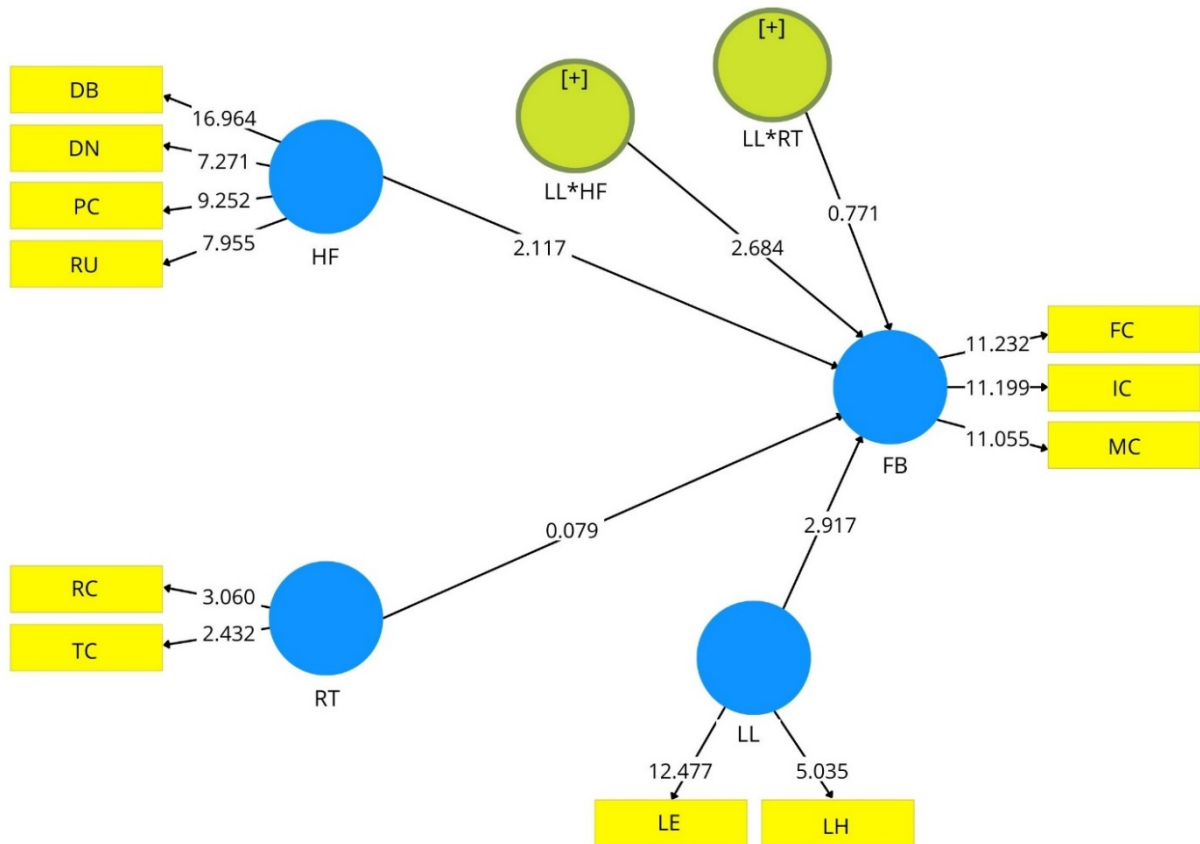 [+]
[+]
DB
16.964
LL*RT
DN
7.271
LL*HF
PC
9.252
0.771
RU
7.955
HF
2.117
2.684
FC
11.232
IC
11.199
MC
11.055
FB
0.079
2.917
RC
3.060
TC
2.432
RT
LL
12.477
5.035
LE
LH